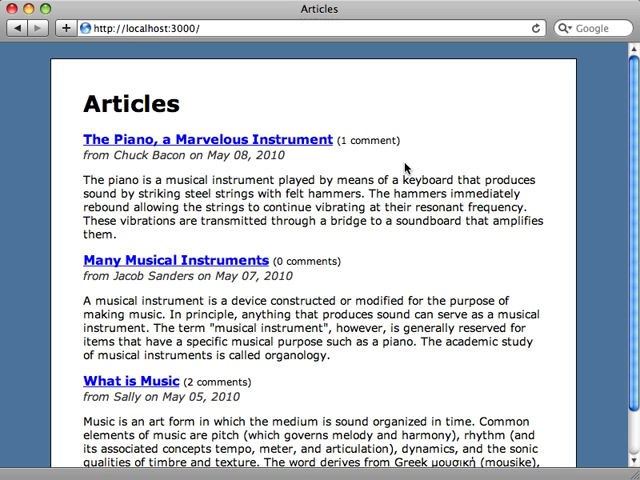 Articles
http://localhost:3000/
Google
Articles
The Piano, a Marvelous Instrument (1 comment)
from Chuck Bacon on May 08, 2010
The piano is a musical instrument played by means of a keyboard that produces
sound by striking steel strings with felt hammers. The hammers immediately
rebound allowing the strings to continue vibrating at their resonant frequency.
These vibrations are transmitted through a bridge to a soundboard that amplifies
them.
Many Musical Instruments (0 comments)
from Jacob Sanders on May 07, 2010
A musical instrument is a device constructed or modified for the purpose of
making music. In principle, anything that produces sound can serve as a musical
instrument. The term "musical instrument", however, is generally reserved for
items that have a specific musical purpose such as a piano. The academic study
of musical instruments is called organology.
What is Music (2 comments)
from Sally on May 05, 2010
Music is an art form in which the medium is sound organized in time. Common
elements of music are pitch (which governs melody and harmony), rhythm (and
its associated concepts tempo, meter, and articulation), dynamics, and the sonic
qualities of timbre and texture. The word derives from Greek μουσική (mousike),